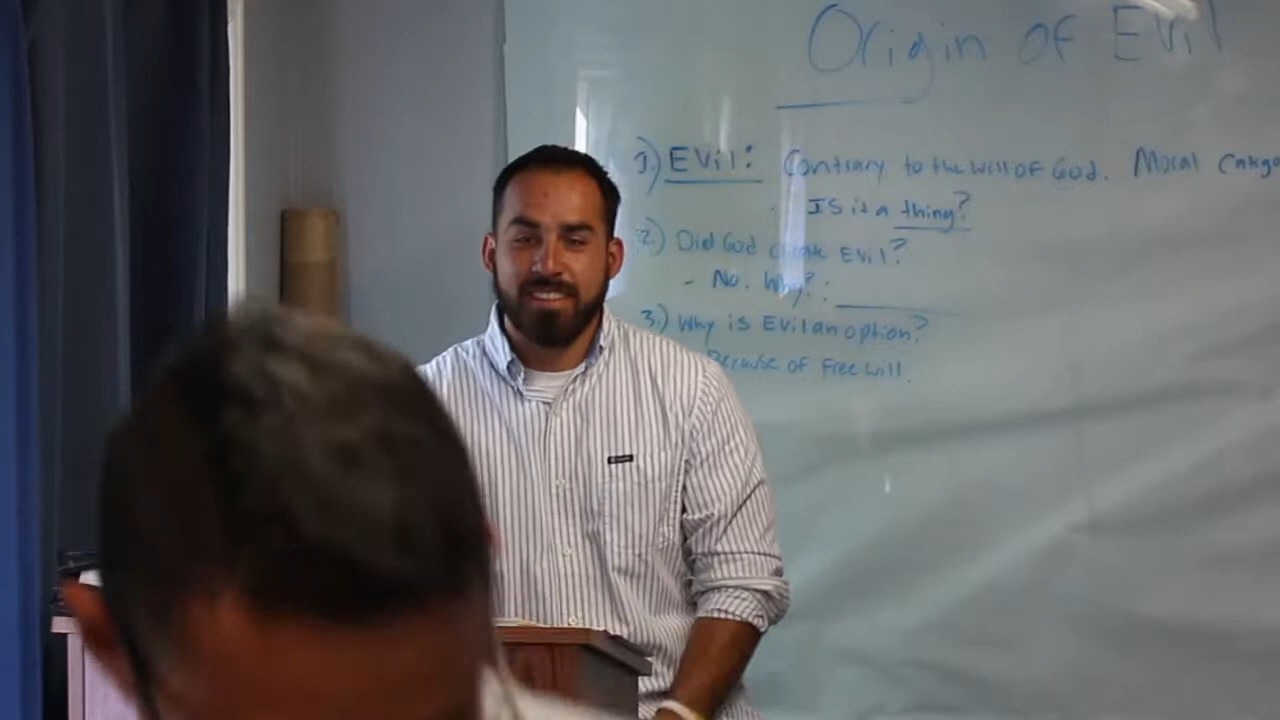 Origin of Evil
1.) EVil: Contrary to the will of God. Moral
- Is it a thing?
2.) Did God Evil?
- No. Why?:
3.) Why is Evil an option?
Because of Free will.